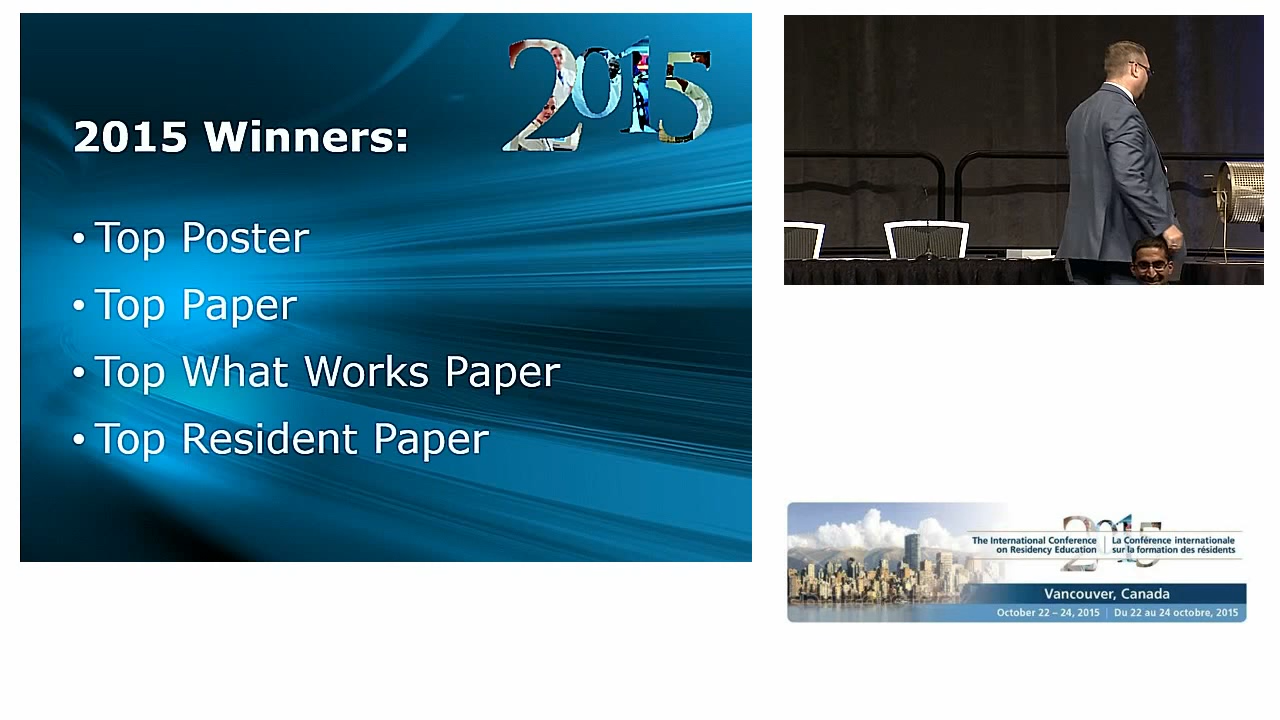 2015
2015 Winners:
• Top Poster
• Top Paper
• Top What Works Paper
• Top Resident Paper
2015
The International Conference on Residency Education
La Conférence internationale sur la formation des résidents
Vancouver, Canada
October 22 – 24, 2015 | Du 22 au 24 octobre, 2015